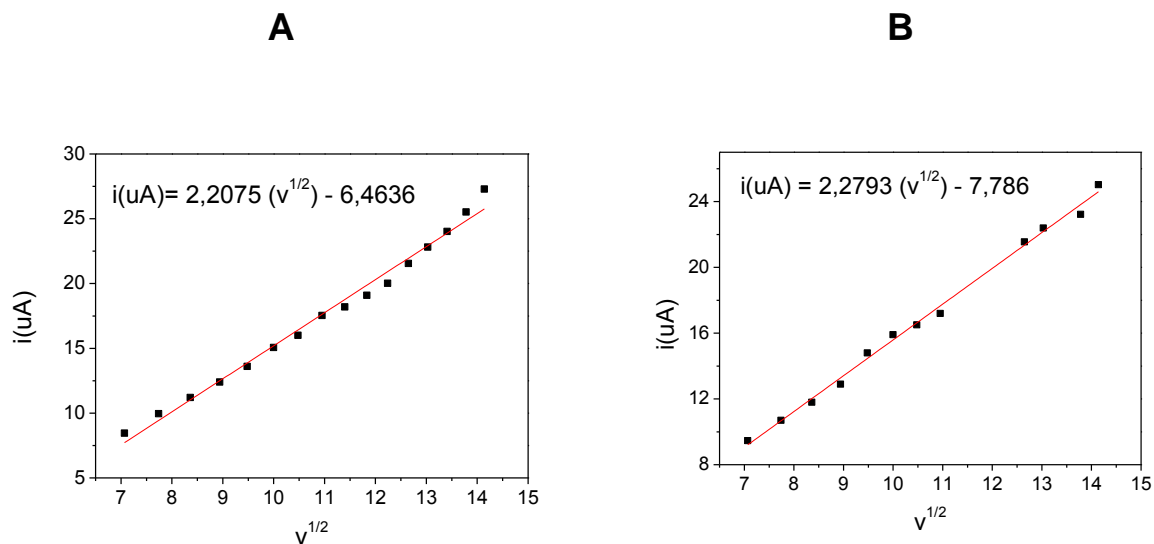 A
B
i(uA)= 2,2075 (v^1/2) - 6,4636
i(uA)
30
25
20
15
10
5
7 8 9 10 11 12 13 14 15
v^1/2
i(uA) = 2,2793 (v^1/2) - 7,786
i(uA)
24
20
16
12
8
7 8 9 10 11 12 13 14 15
v^1/2